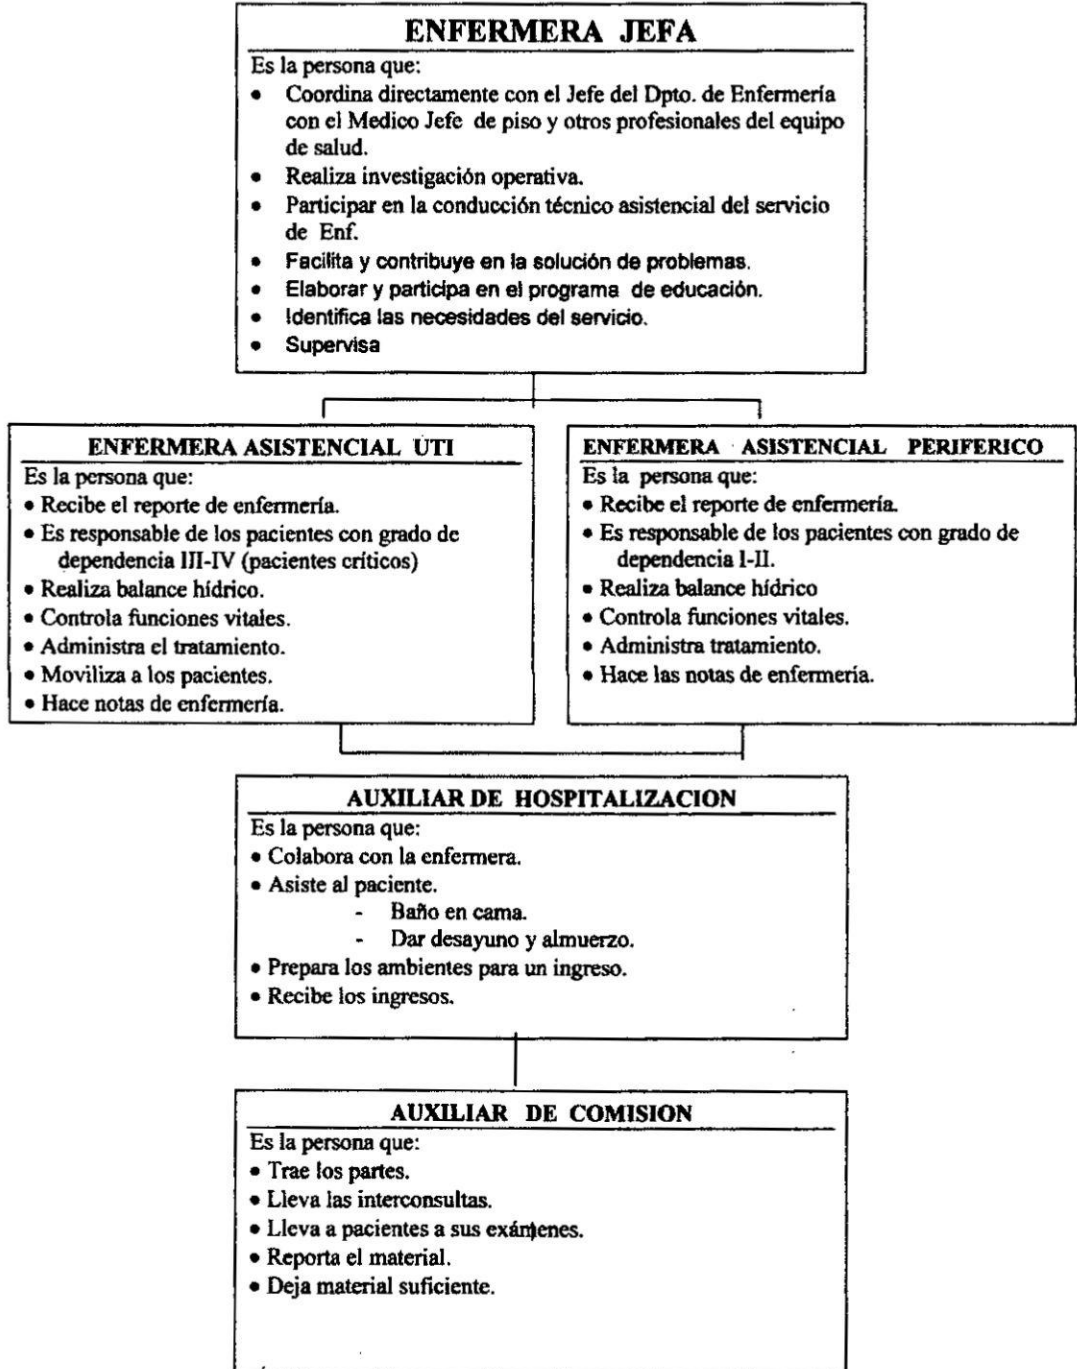 ENFERMERA JEFA
Es la persona que:
• Coordina directamente con el Jefe del Dpto. de Enfermería
con el Medico Jefe de piso y otros profesionales del equipo
de salud.
• Realiza investigación operativa.
• Participar en la conducción técnico asistencial del servicio
de Enf.
• Facilita y contribuye en la solución de problemas.
• Elaborar y participa en el programa de educación.
• Identifica las necesidades del servicio.
• Supervisa
ENFERMERA ASISTENCIAL UTI
Es la persona que:
• Recibe el reporte de enfermería.
• Es responsable de los pacientes con grado de
dependencia III-IV (pacientes críticos)
• Realiza balance hídrico.
• Controla funciones vitales.
• Administra el tratamiento.
• Moviliza a los pacientes.
• Hace notas de enfermería.
ENFERMERA ASISTENCIAL PERIFERICO
Es la persona que:
• Recibe el reporte de enfermería.
• Es responsable de los pacientes con grado de
dependencia I-II.
• Realiza balance hídrico
• Controla funciones vitales.
• Administra tratamiento.
• Hace las notas de enfermería.
AUXILIAR DE HOSPITALIZACION
Es la persona que:
• Colabora con la enfermera.
• Asiste al paciente.
- Baño en cama.
- Dar desayuno y almuerzo.
• Prepara los ambientes para un ingreso.
• Recibe los ingresos.
AUXILIAR DE COMISION
Es la persona que:
• Trae los partes.
• Lleva las interconsultas.
• Lleva a pacientes a sus exámenes.
• Reporta el material.
• Deja material suficiente.